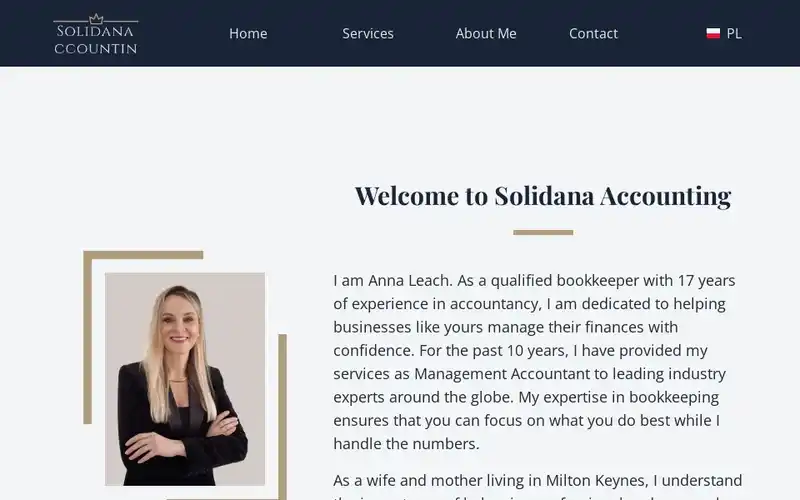 SOLIDANA
CCOUNTIN
Home
Services
About Me
Contact
PL
Welcome to Solidana Accounting
I am Anna Leach. As a qualified bookkeeper with 17 years
of experience in accountancy, I am dedicated to helping
businesses like yours manage their finances with
confidence. For the past 10 years, I have provided my
services as Management Accountant to leading industry
experts around the globe. My expertise in bookkeeping
ensures that you can focus on what you do best while I
handle the numbers.
As a wife and mother living in Milton Keynes, I understand